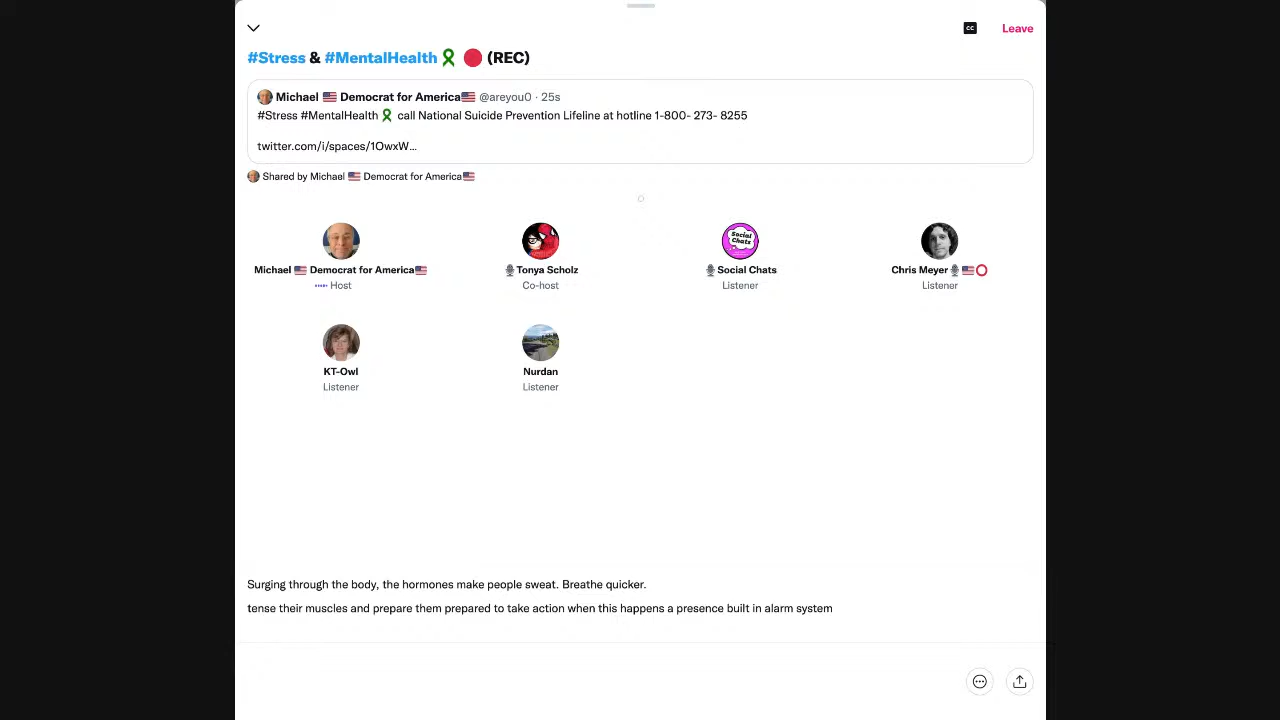 CC
Leave
#Stress & #MentalHealth🎗 🔴 (REC)
Michael 🇺🇸 Democrat for America🇺🇸 @areyou0 · 25s
#Stress #MentalHealth🎗 call National Suicide Prevention Lifeline at hotline 1-800- 273- 8255
twitter.com/i/spaces/1OwxW...
Shared by Michael 🇺🇸 Democrat for America🇺🇸
Social Chats
Michael 🇺🇸 Democrat for America🇺🇸
🎙Tonya Scholz
🎙Social Chats
Chris Meyer🎙🇺🇸⭕
Host
Co-host
Listener
Listener
KT-Owl
Nurdan
Listener
Listener
Surging through the body, the hormones make people sweat. Breathe quicker.
tense their muscles and prepare them prepared to take action when this happens a presence built in alarm system